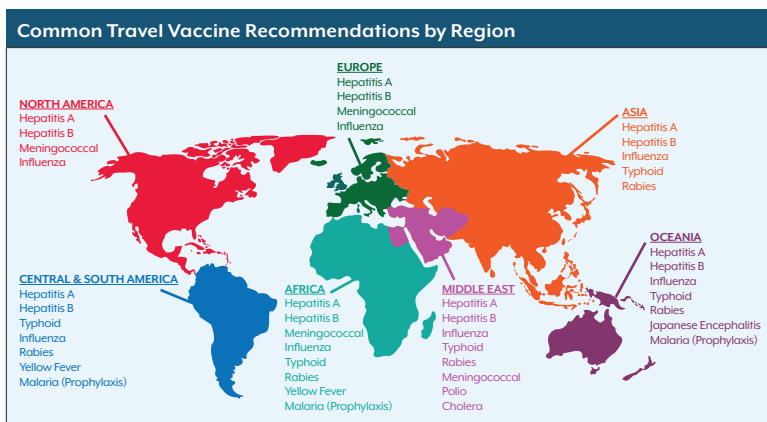 Common Travel Vaccine Recommendations by Region
NORTH AMERICA
Hepatitis A
Hepatitis B
Meningococcal
Influenza
EUROPE
Hepatitis A
Hepatitis B
Meningococcal
Influenza
ASIA
Hepatitis A
Hepatitis B
Influenza
Typhoid
Rabies
CENTRAL & SOUTH AMERICA
Hepatitis A
Hepatitis B
Typhoid
Influenza
Rabies
Yellow Fever
Malaria (Prophylaxis)
AFRICA
Hepatitis A
Hepatitis B
Meningococcal
Influenza
Typhoid
Rabies
Yellow Fever
Malaria (Prophylaxis)
MIDDLE EAST
Hepatitis A
Hepatitis B
Influenza
Typhoid
Rabies
Meningococcal
Polio
Cholera
OCEANIA
Hepatitis A
Hepatitis B
Influenza
Typhoid
Rabies
Japanese Encephalitis
Malaria (Prophylaxis)